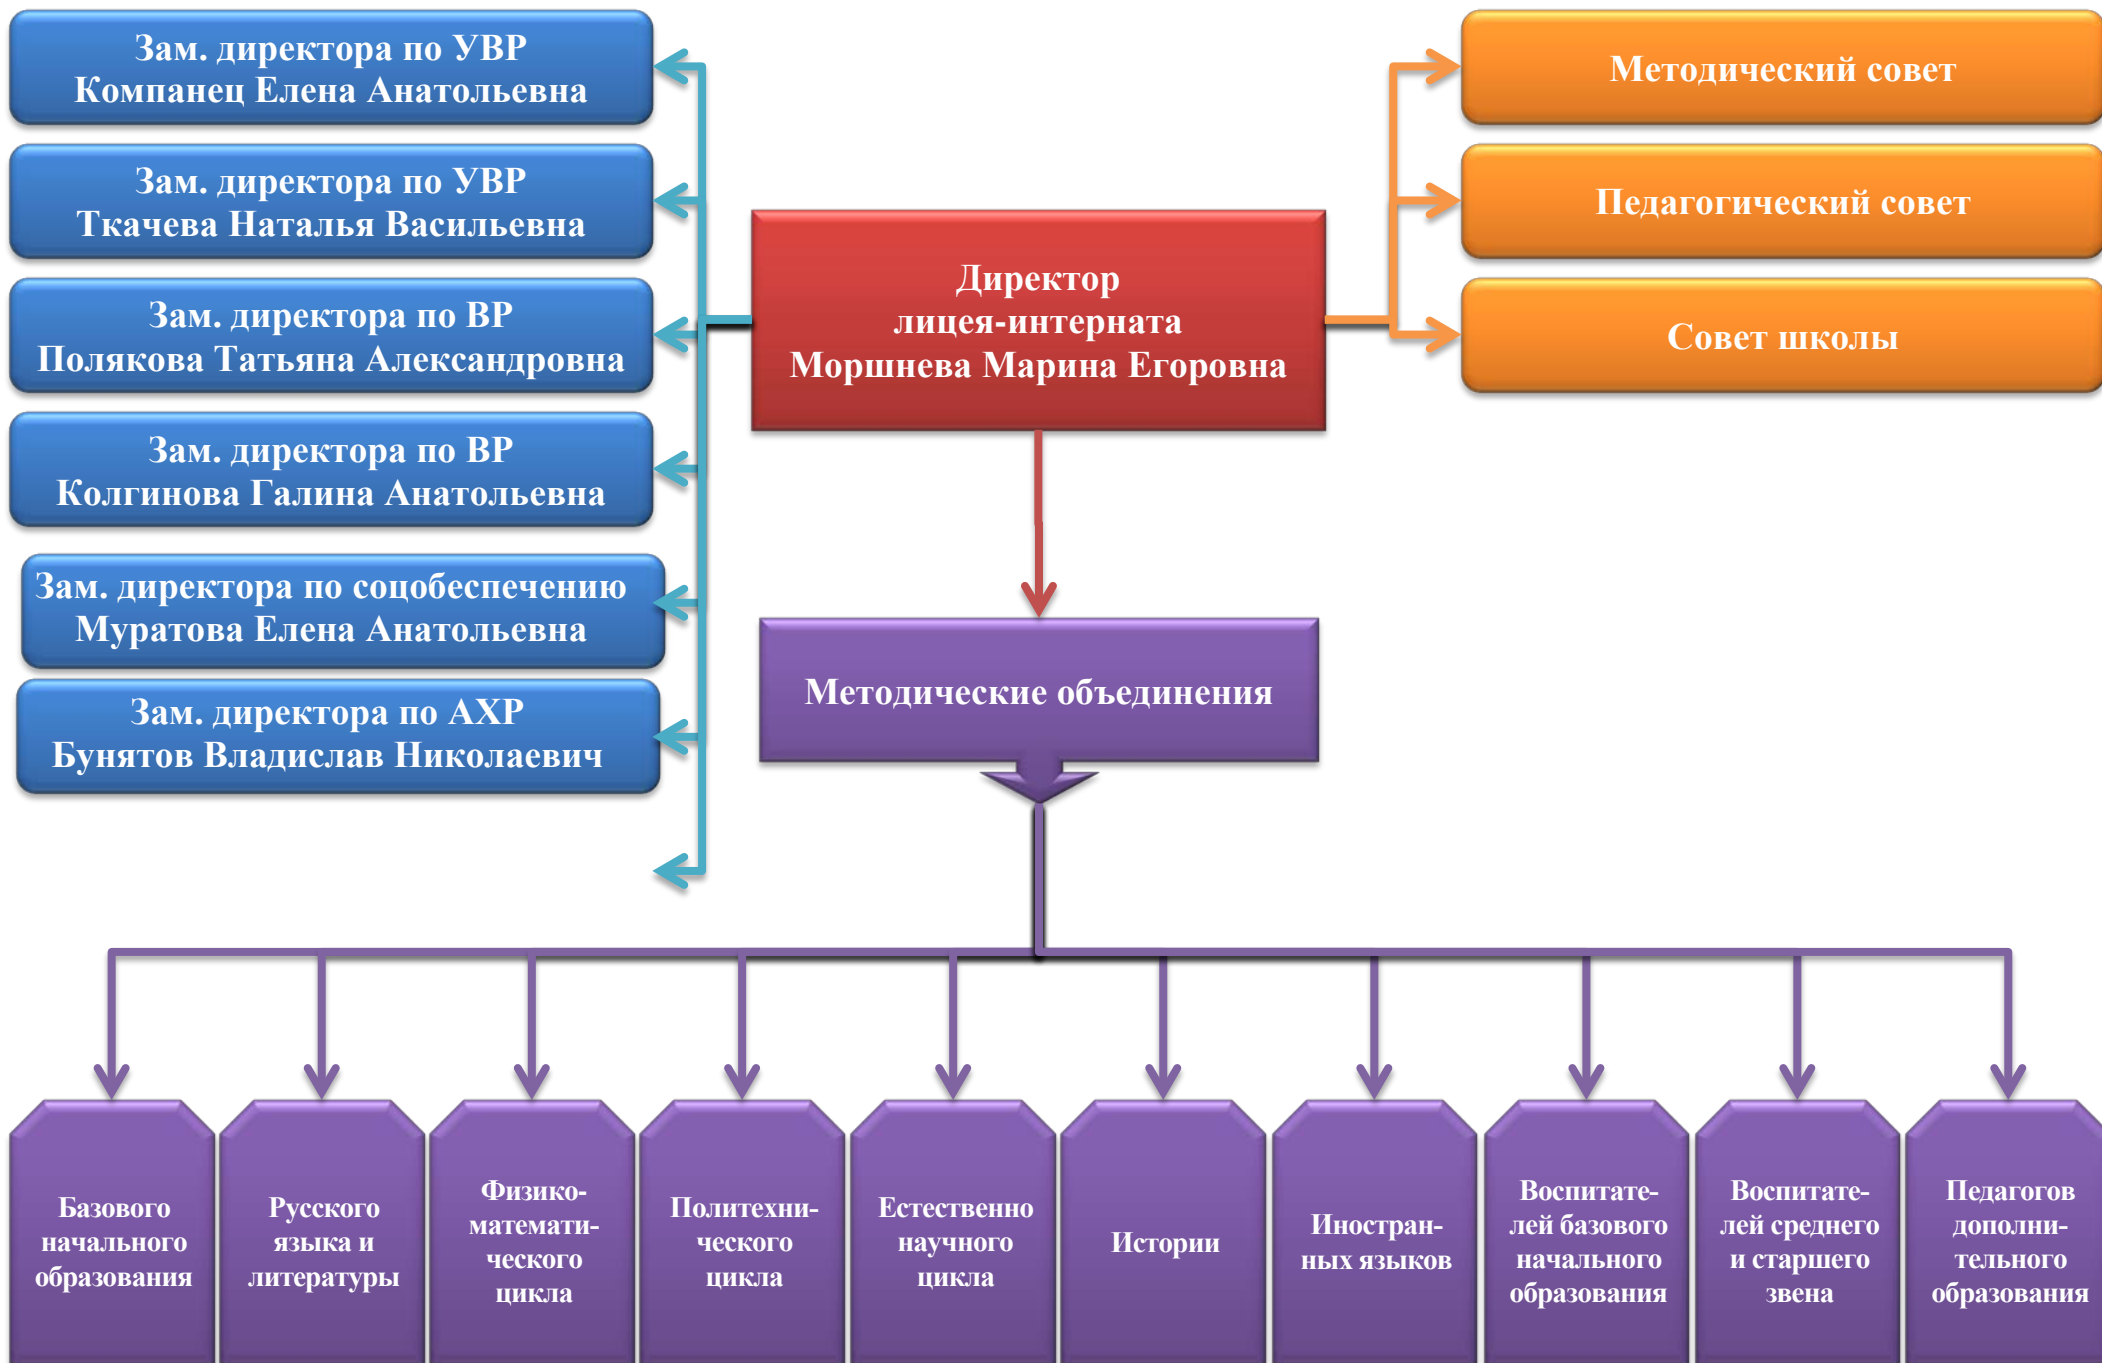 Зам. директора по УВР
Компанец Елена Анатольевна
Зам. директора по УВР
Ткачева Наталья Васильевна
Зам. директора по ВР
Полякова Татьяна Александровна
Зам. директора по ВР
Колгинова Галина Анатольевна
Зам. директора по соцобеспечению
Муратова Елена Анатольевна
Зам. директора по АХР
Бунятов Владислав Николаевич
Директор
лицея-интерната
Моршнева Марина Егоровна
Методический совет
Педагогический совет
Совет школы
Методические объединения
Базового
начального
образования
Русского
языка и
литературы
Физико-
математи-
ческого
цикла
Политехни-
ческого
цикла
Естественно
научного
цикла
Истории
Иностран-
ных языков
Воспитате-
лей базового
начального
образования
Воспитате-
лей среднего
и старшего
звена
Педагогов
дополни-
тельного
образования